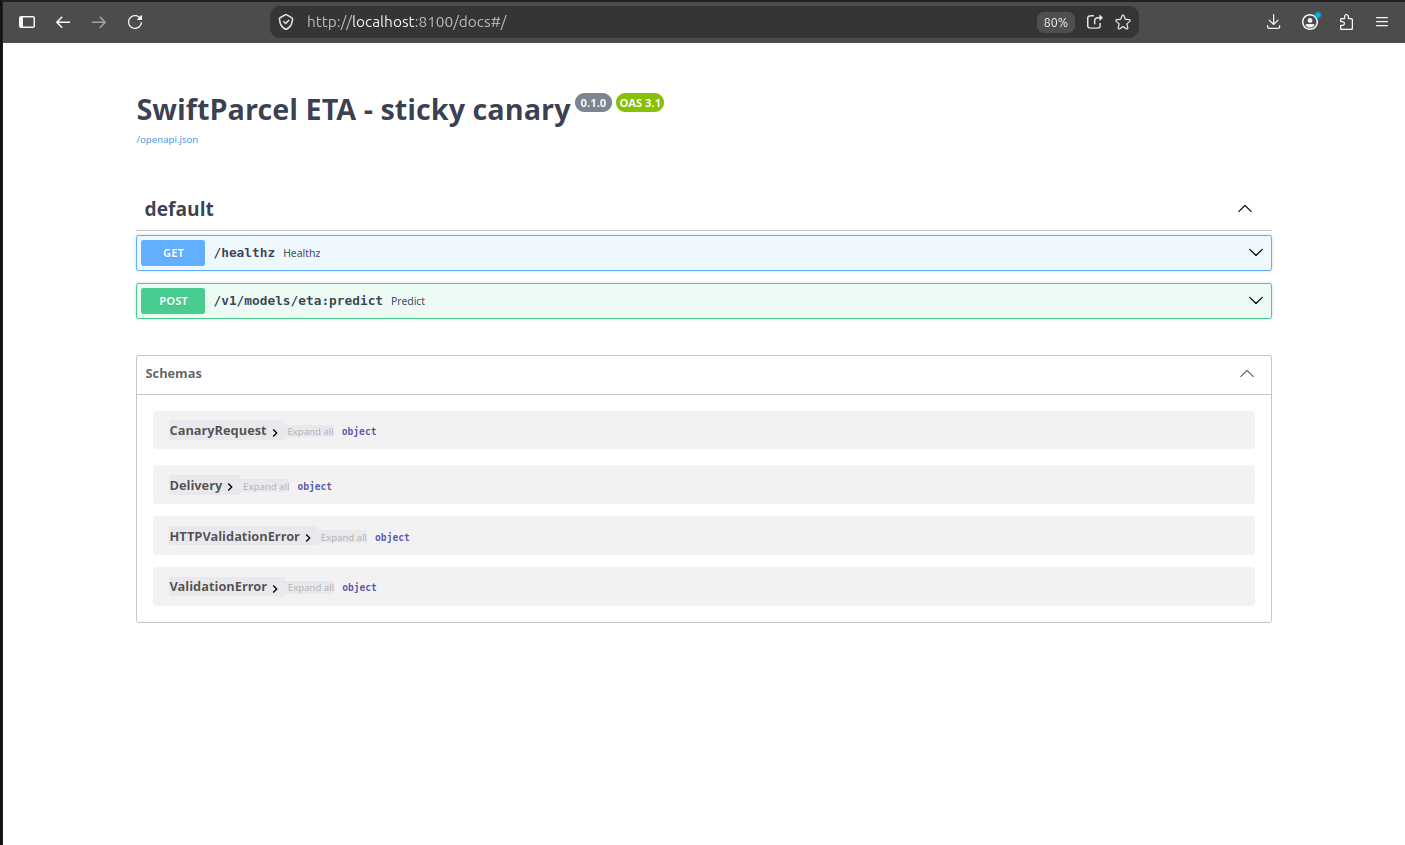 http://localhost:8100/docs#/
80%
SwiftParcel ETA - sticky canary 0.1.0 OAS 3.1
/openapi.json
default
GET /healthz Healthz
POST /v1/models/eta:predict Predict
Schemas
CanaryRequest Expand all object
Delivery Expand all object
HTTPValidationError Expand all object
ValidationError Expand all object